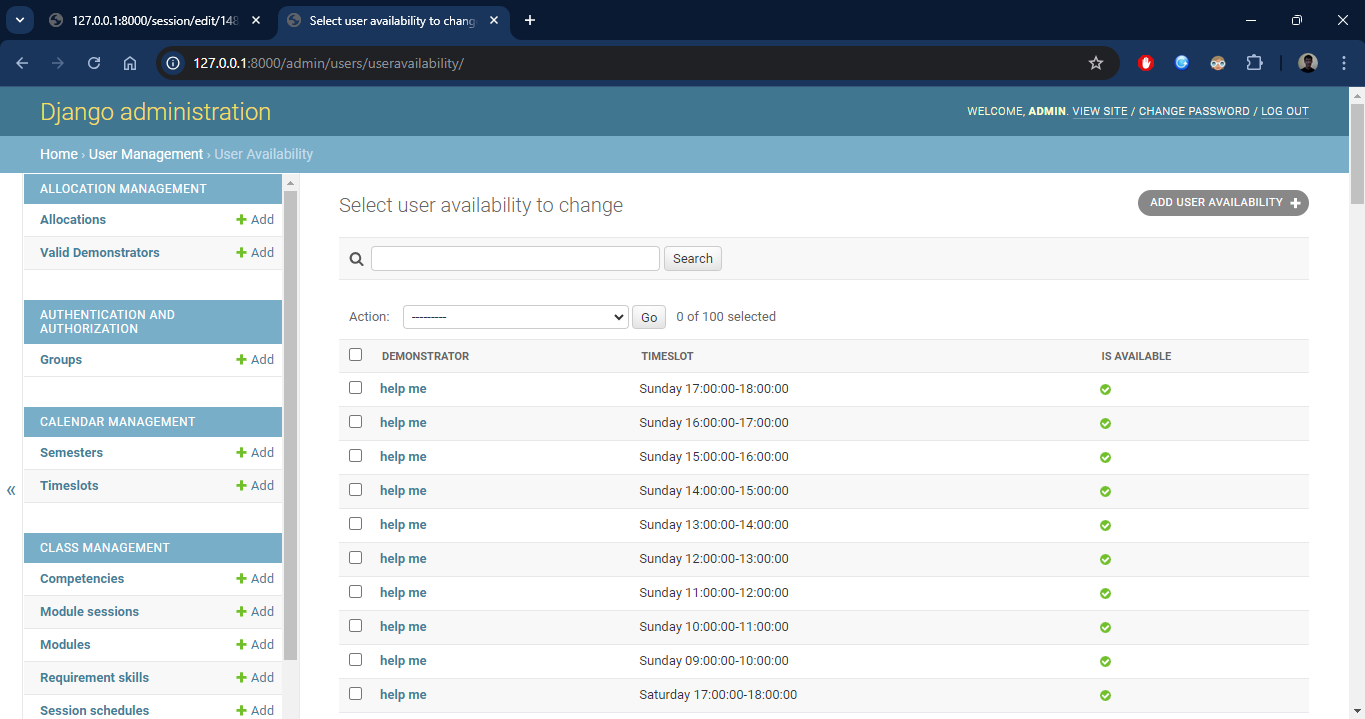 127.0.0.1:8000/session/edit/148
Select user availability to chang
127.0.0.1:8000/admin/users/useravailability/
Django administration
WELCOME, ADMIN. VIEW SITE / CHANGE PASSWORD / LOG OUT
Home › User Management › User Availability
ALLOCATION MANAGEMENT
Allocations Add
Valid Demonstrators Add
AUTHENTICATION AND
AUTHORIZATION
Groups Add
CALENDAR MANAGEMENT
Semesters Add
Timeslots Add
CLASS MANAGEMENT
Competencies Add
Module sessions Add
Modules Add
Requirement skills Add
Session schedules Add
«
Select user availability to change
ADD USER AVAILABILITY
Search
Action: --------- Go 0 of 100 selected
DEMONSTRATOR TIMESLOT IS AVAILABLE
help me Sunday 17:00:00-18:00:00
help me Sunday 16:00:00-17:00:00
help me Sunday 15:00:00-16:00:00
help me Sunday 14:00:00-15:00:00
help me Sunday 13:00:00-14:00:00
help me Sunday 12:00:00-13:00:00
help me Sunday 11:00:00-12:00:00
help me Sunday 10:00:00-11:00:00
help me Sunday 09:00:00-10:00:00
help me Saturday 17:00:00-18:00:00